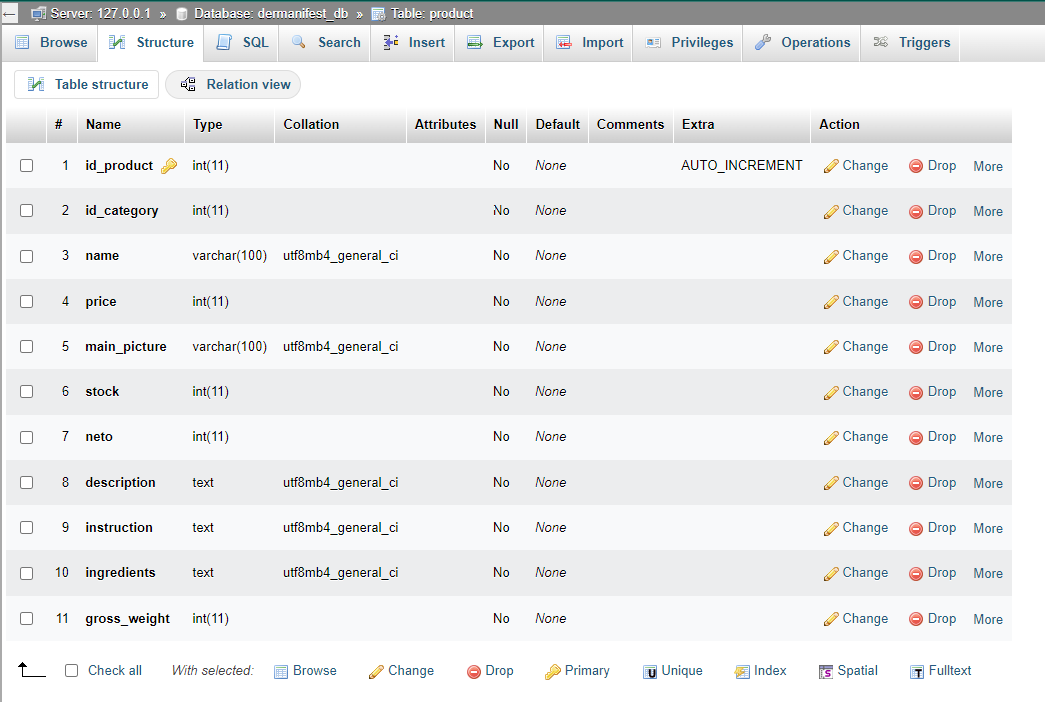 Server: 127.0.0.1 » Database: dermanifest_db » Table: product
Browse Structure SQL Search Insert Export Import Privileges Operations Triggers
Table structure Relation view
# Name Type Collation Attributes Null Default Comments Extra Action
1 id_product int(11) No None AUTO_INCREMENT Change Drop More
2 id_category int(11) No None Change Drop More
3 name varchar(100) utf8mb4_general_ci No None Change Drop More
4 price int(11) No None Change Drop More
5 main_picture varchar(100) utf8mb4_general_ci No None Change Drop More
6 stock int(11) No None Change Drop More
7 neto int(11) No None Change Drop More
8 description text utf8mb4_general_ci No None Change Drop More
9 instruction text utf8mb4_general_ci No None Change Drop More
10 ingredients text utf8mb4_general_ci No None Change Drop More
11 gross_weight int(11) No None Change Drop More
Check all With selected: Browse Change Drop Primary Unique Index Spatial Fulltext